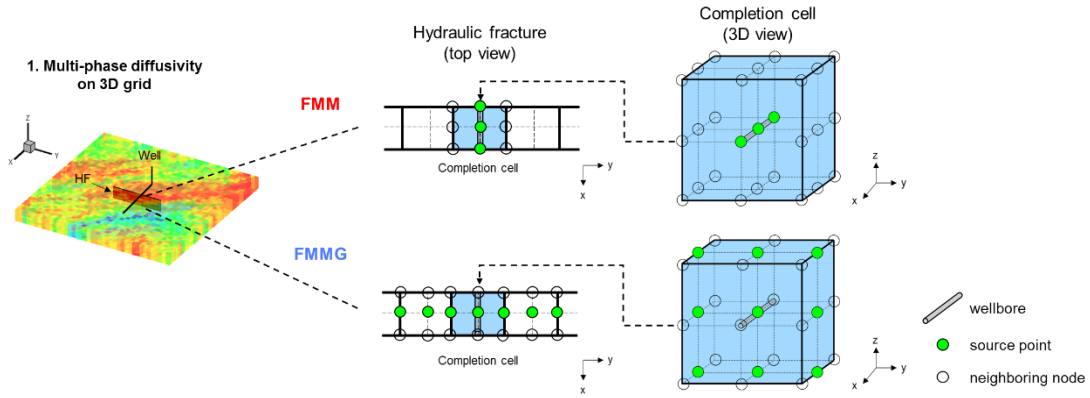 1. Multi-phase diffusivity
on 3D grid
z
y
x
Well
HF
FMM
FMMG
Hydraulic fracture
(top view)
Completion cell
y
x
Completion cell
y
x
Completion cell
(3D view)
z
y
x
z
y
x
wellbore
source point
neighboring node